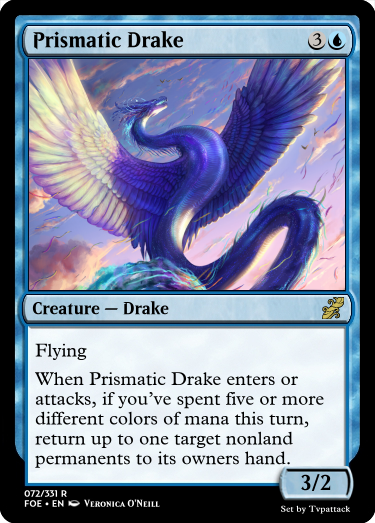 Prismatic Drake 3
Creature — Drake
Flying
When Prismatic Drake enters or
attacks, if you've spent five or more
different colors of mana this turn,
return up to one target nonland
permanents to its owners hand.
3/2
072/331 R
FOE • EN Veronica O'Neill
Set by Tvpattack